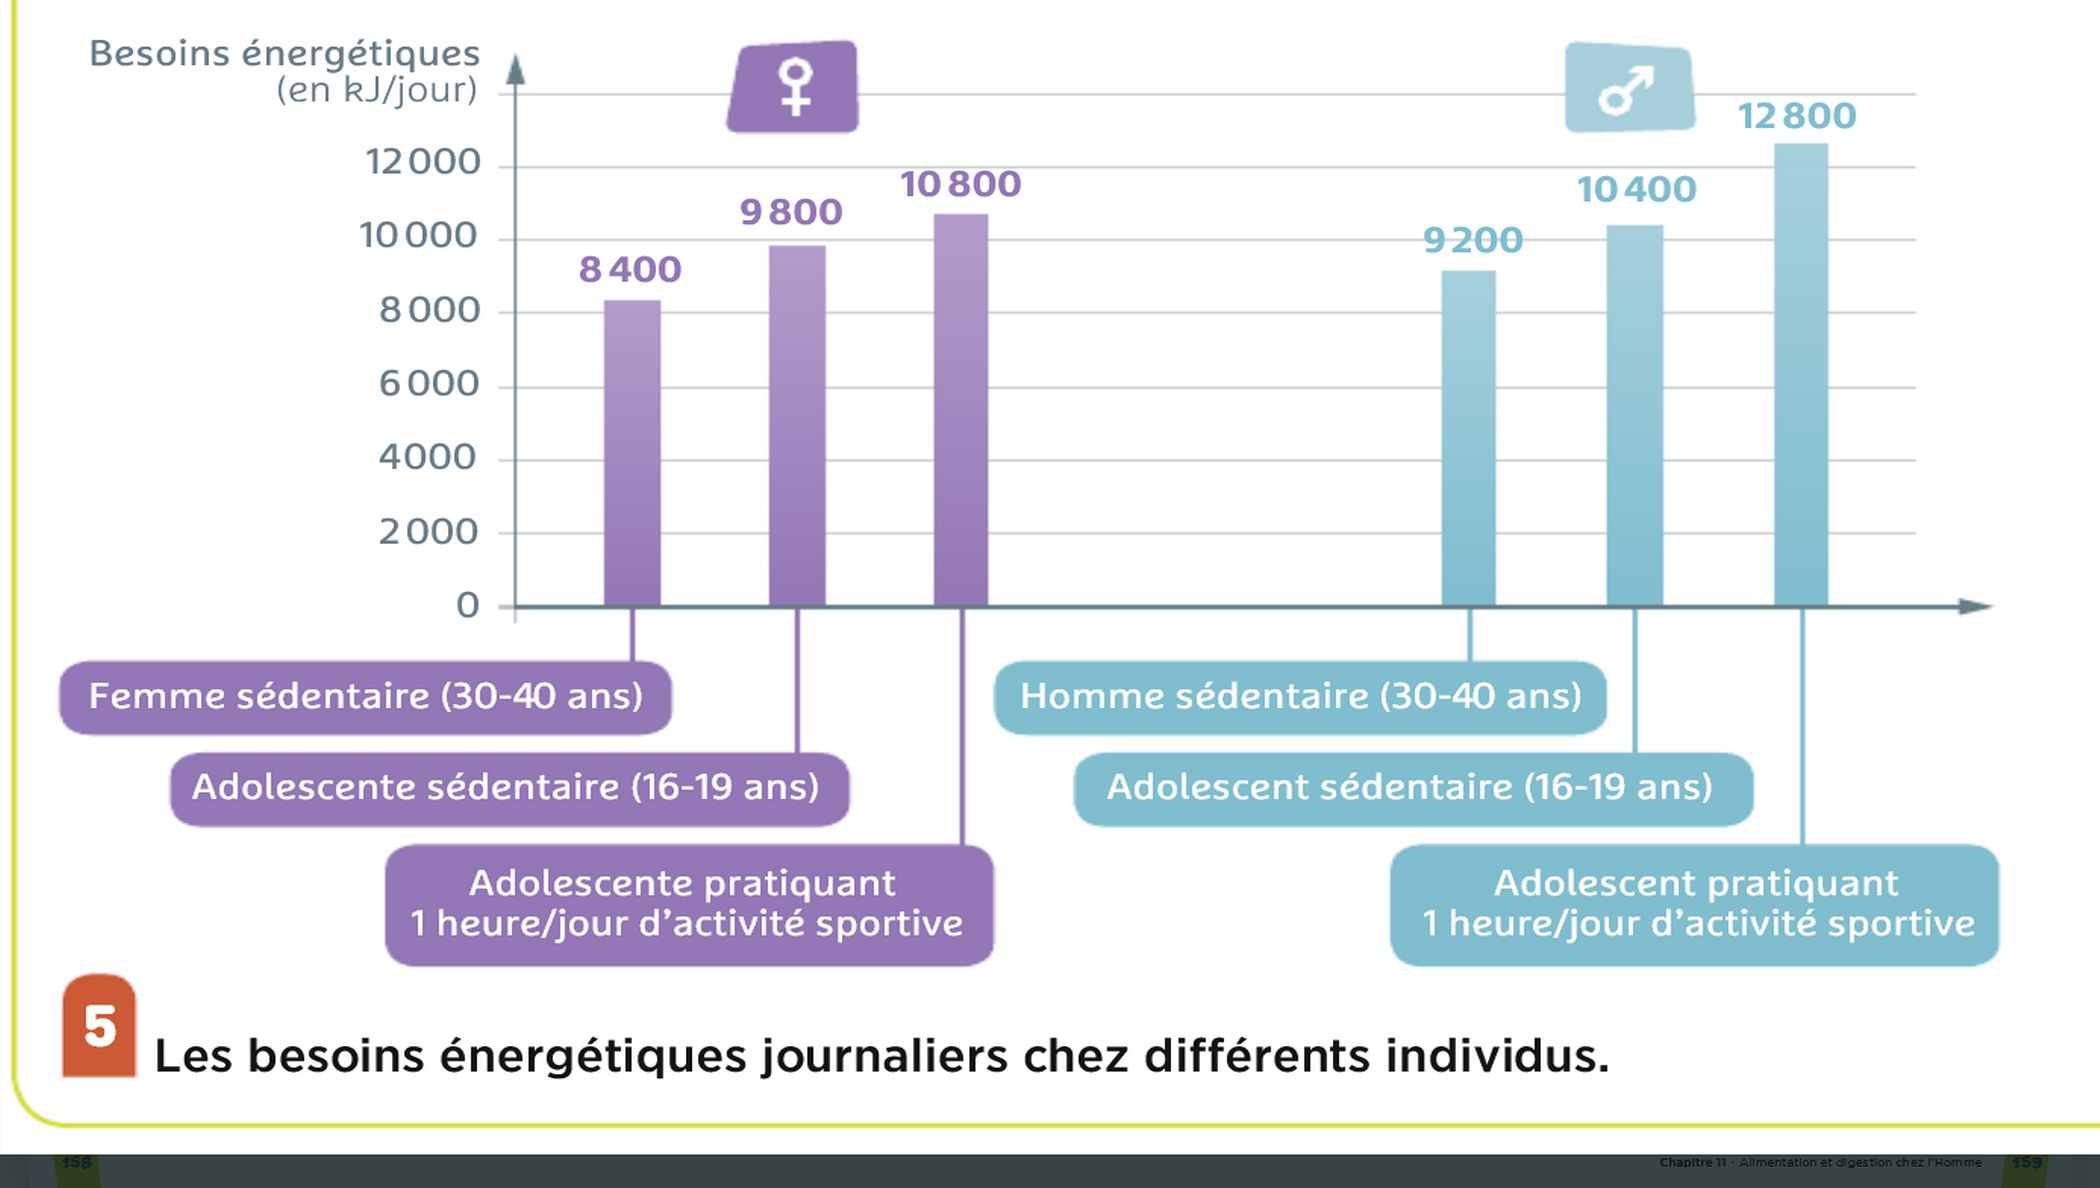 Besoins énergétiques
(en kJ/jour)
12 000
10 000
8 000
6 000
4 000
2 000
0
8 400
9 800
10 800
9 200
10 400
12 800
Femme sédentaire (30-40 ans)
Adolescente sédentaire (16-19 ans)
Adolescente pratiquant
1 heure/jour d’activité sportive
Homme sédentaire (30-40 ans)
Adolescent sédentaire (16-19 ans)
Adolescent pratiquant
1 heure/jour d’activité sportive
5
Les besoins énergétiques journaliers chez différents individus.
158
Chapitre 11 - Alimentation et digestion chez l'Homme
159